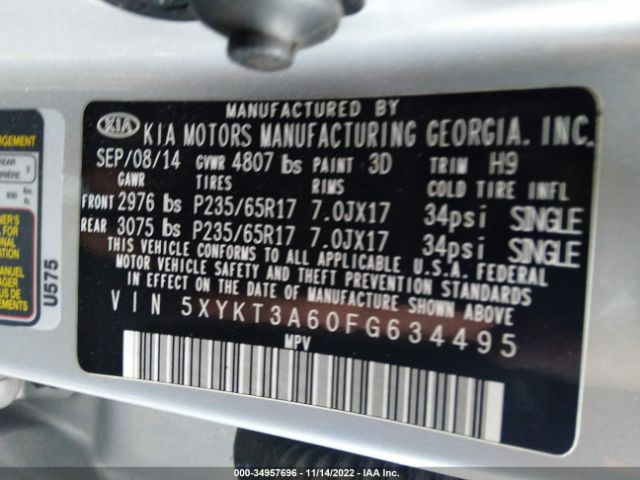 MANUFACTURED BY
KIA KIA MOTORS MANUFACTURING GEORGIA. INC.
SEP/08/14 GVWR 4807 lbs PAINT 3D TRIM H9
GAWR TIRES RIMS COLD TIRE INFL
FRONT 2976 lbs P235/65R17 7.0JX17 34psi SINGLE
REAR 3075 lbs P235/65R17 7.0JX17 34psi SINGLE
THIS VEHICLE CONFORMS TO ALL APPLICABLE U.S.A. FEDERAL
MOTOR VEHICLE SAFETY AND THEFT PREVENTION STANDARDS
IN EFFECT ON THE DATE OF MANUFACTURE SHOWN ABOVE
VIN 5XYKT3A60FG634495
MPV
U575
000-34957696 - 11/14/2022 - IAA Inc.